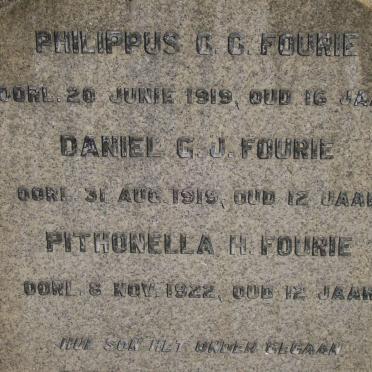 PHILIPPUS C. C. FOURIE
OORL. 20 JUNIE 1919, OUD 16 JAA
DANIEL C. J. FOURIE
OORL. 31 AUG. 1919, OUD 12 JAAR
PITHONELLA H. FOURIE
OORL. 8 NOV. 1922, OUD 12 JAAR
HUL SON HET ONDER GEGAAN